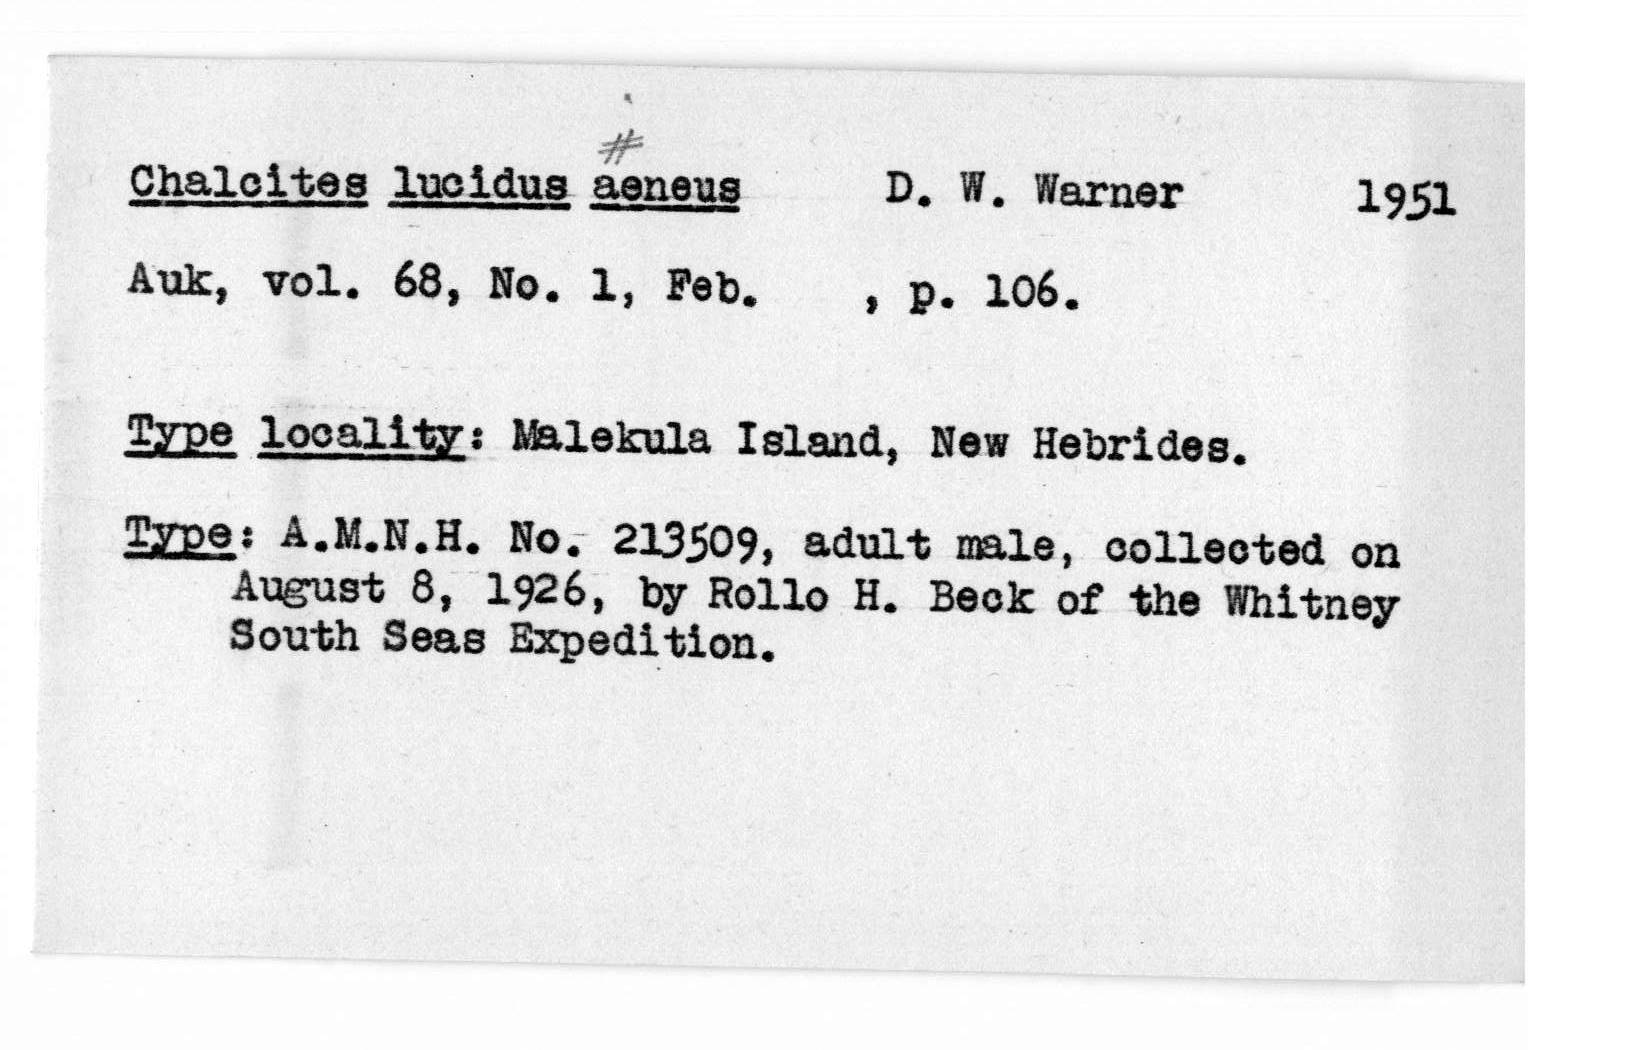 #
Chalcites lucidus aeneus D. W. Warner 1951
Auk, vol. 68, No. 1, Feb. , p. 106.
Type locality: Malekula Island, New Hebrides.
Type: A.M.N.H. No. 213509, adult male, collected on
August 8, 1926, by Rollo H. Beck of the Whitney
South Seas Expedition.